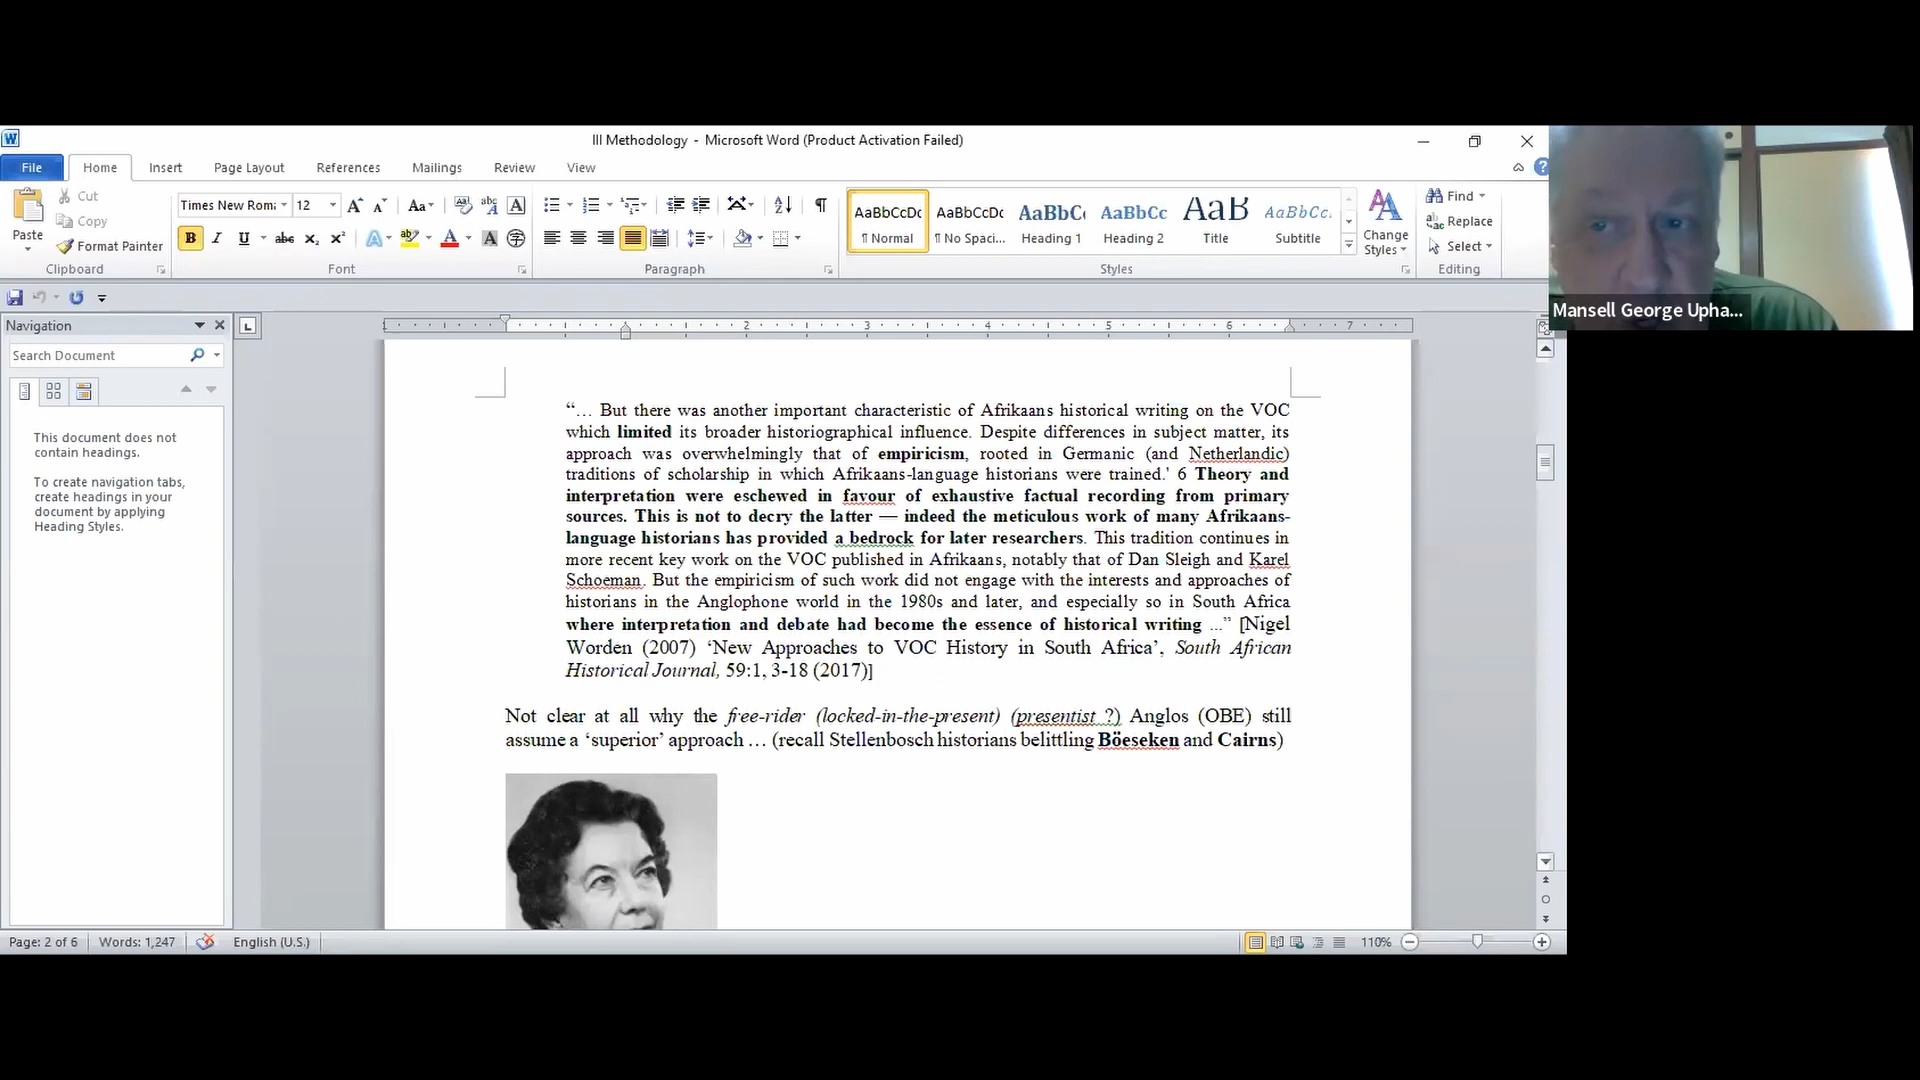 III Methodology - Microsoft Word (Product Activation Failed)
File Home Insert Page Layout References Mailings Review View
Paste
Cut
Copy
Format Painter
Clipboard
Times New Rom 12
Font
Paragraph
AaBbCcDc AaBbCcDc AaBbC AaBbCc AaB AaBbCc.
¶ Normal ¶ No Spaci... Heading 1 Heading 2 Title Subtitle
Change
Styles
Styles
Find
Replace
Select
Editing
Mansell George Upha...
Navigation
Search Document
This document does not
contain headings.
To create navigation tabs,
create headings in your
document by applying
Heading Styles.
1 2 3 4 5 6 7
“… But there was another important characteristic of Afrikaans historical writing on the VOC
which limited its broader historiographical influence. Despite differences in subject matter, its
approach was overwhelmingly that of empiricism, rooted in Germanic (and Netherlandic)
traditions of scholarship in which Afrikaans-language historians were trained.' 6 Theory and
interpretation were eschewed in favour of exhaustive factual recording from primary
sources. This is not to decry the latter — indeed the meticulous work of many Afrikaans-
language historians has provided a bedrock for later researchers. This tradition continues in
more recent key work on the VOC published in Afrikaans, notably that of Dan Sleigh and Karel
Schoeman. But the empiricism of such work did not engage with the interests and approaches of
historians in the Anglophone world in the 1980s and later, and especially so in South Africa
where interpretation and debate had become the essence of historical writing ...” [Nigel
Worden (2007) ‘New Approaches to VOC History in South Africa’, South African
Historical Journal, 59:1, 3-18 (2017)]
Not clear at all why the free-rider (locked-in-the-present) (presentist ?) Anglos (OBE) still
assume a ‘superior’ approach … (recall Stellenbosch historians belittling Böeseken and Cairns)
Page: 2 of 6 Words: 1,247 English (U.S.) 110%